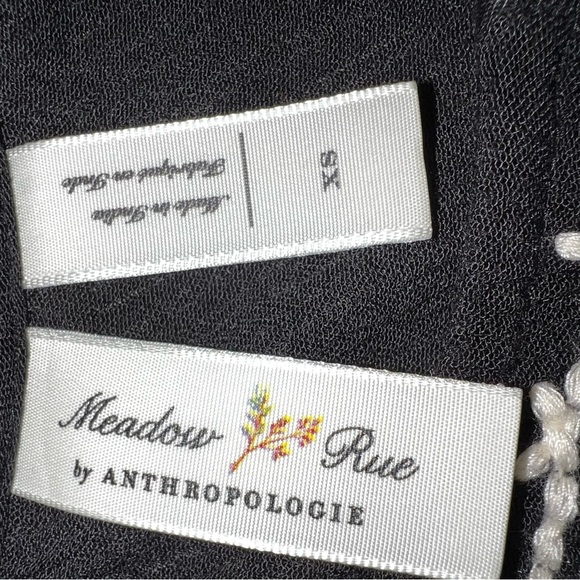 XS
Made in India
Fabriqué en Inde
Meadow Rue
by ANTHROPOLOGIE